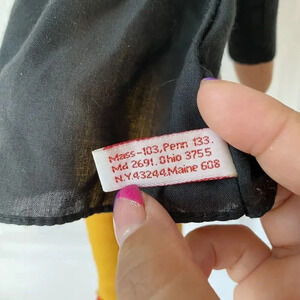 Mass-103,Penn 133.
Md 2691. Ohio 3755
N.Y.43244.Maine 608